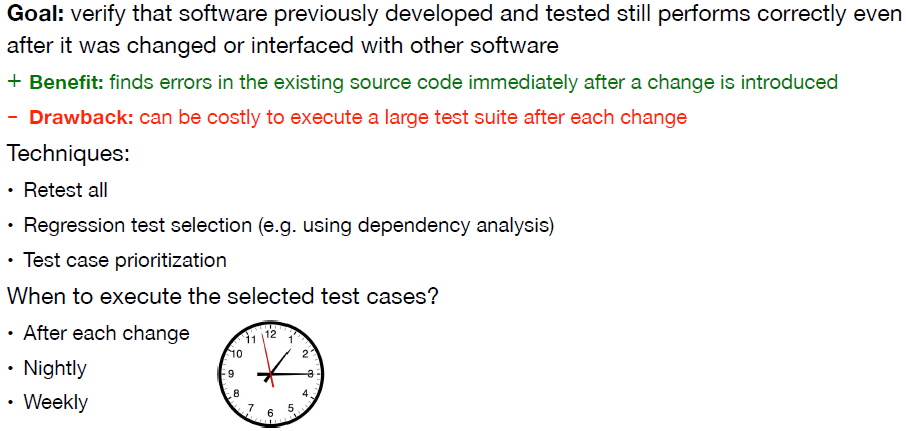 Goal: verify that software previously developed and tested still performs correctly even
after it was changed or interfaced with other software
+ Benefit: finds errors in the existing source code immediately after a change is introduced
- Drawback: can be costly to execute a large test suite after each change
Techniques:
• Retest all
• Regression test selection (e.g. using dependency analysis)
• Test case prioritization
When to execute the selected test cases?
• After each change
• Nightly
• Weekly
12
1
2
3
4
5
6
7
8
9
10
11